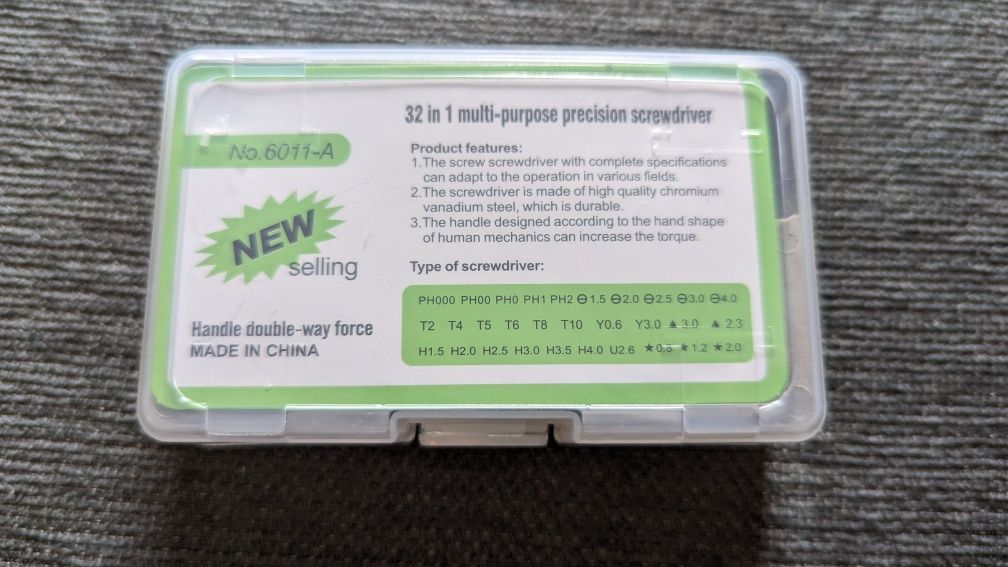 32 in 1 multi-purpose precision screwdriver
No.6011-A
Product features:
1.The screw screwdriver with complete specifications
can adapt to the operation in various fields.
2.The screwdriver is made of high quality chromium
vanadium steel, which is durable.
3.The handle designed according to the hand shape
of human mechanics can increase the torque.
NEW
selling
Type of screwdriver:
PH000 PH00 PH0 PH1 PH2 ⊖1.5 ⊖2.0 ⊖2.5 ⊖3.0 ⊖4.0
T2 T4 T5 T6 T8 T10 Y0.6 Y3.0 ▲3.0 ▲2.3
H1.5 H2.0 H2.5 H3.0 H3.5 H4.0 U2.6 ★0.8 ★1.2 ★2.0
Handle double-way force
MADE IN CHINA